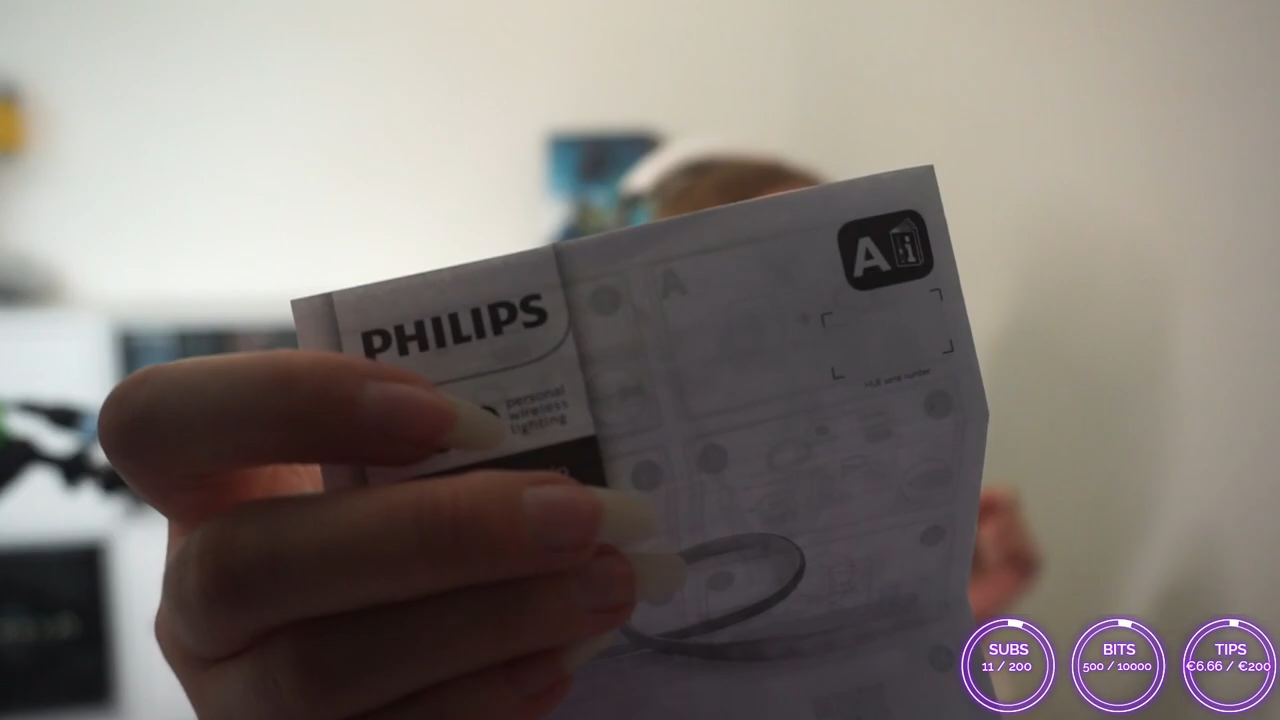 PHILIPS
personal
wireless
lighting
A i
A
HUE serial number
SUBS
11 / 200
BITS
500 / 10000
TIPS
€6.66 / €200